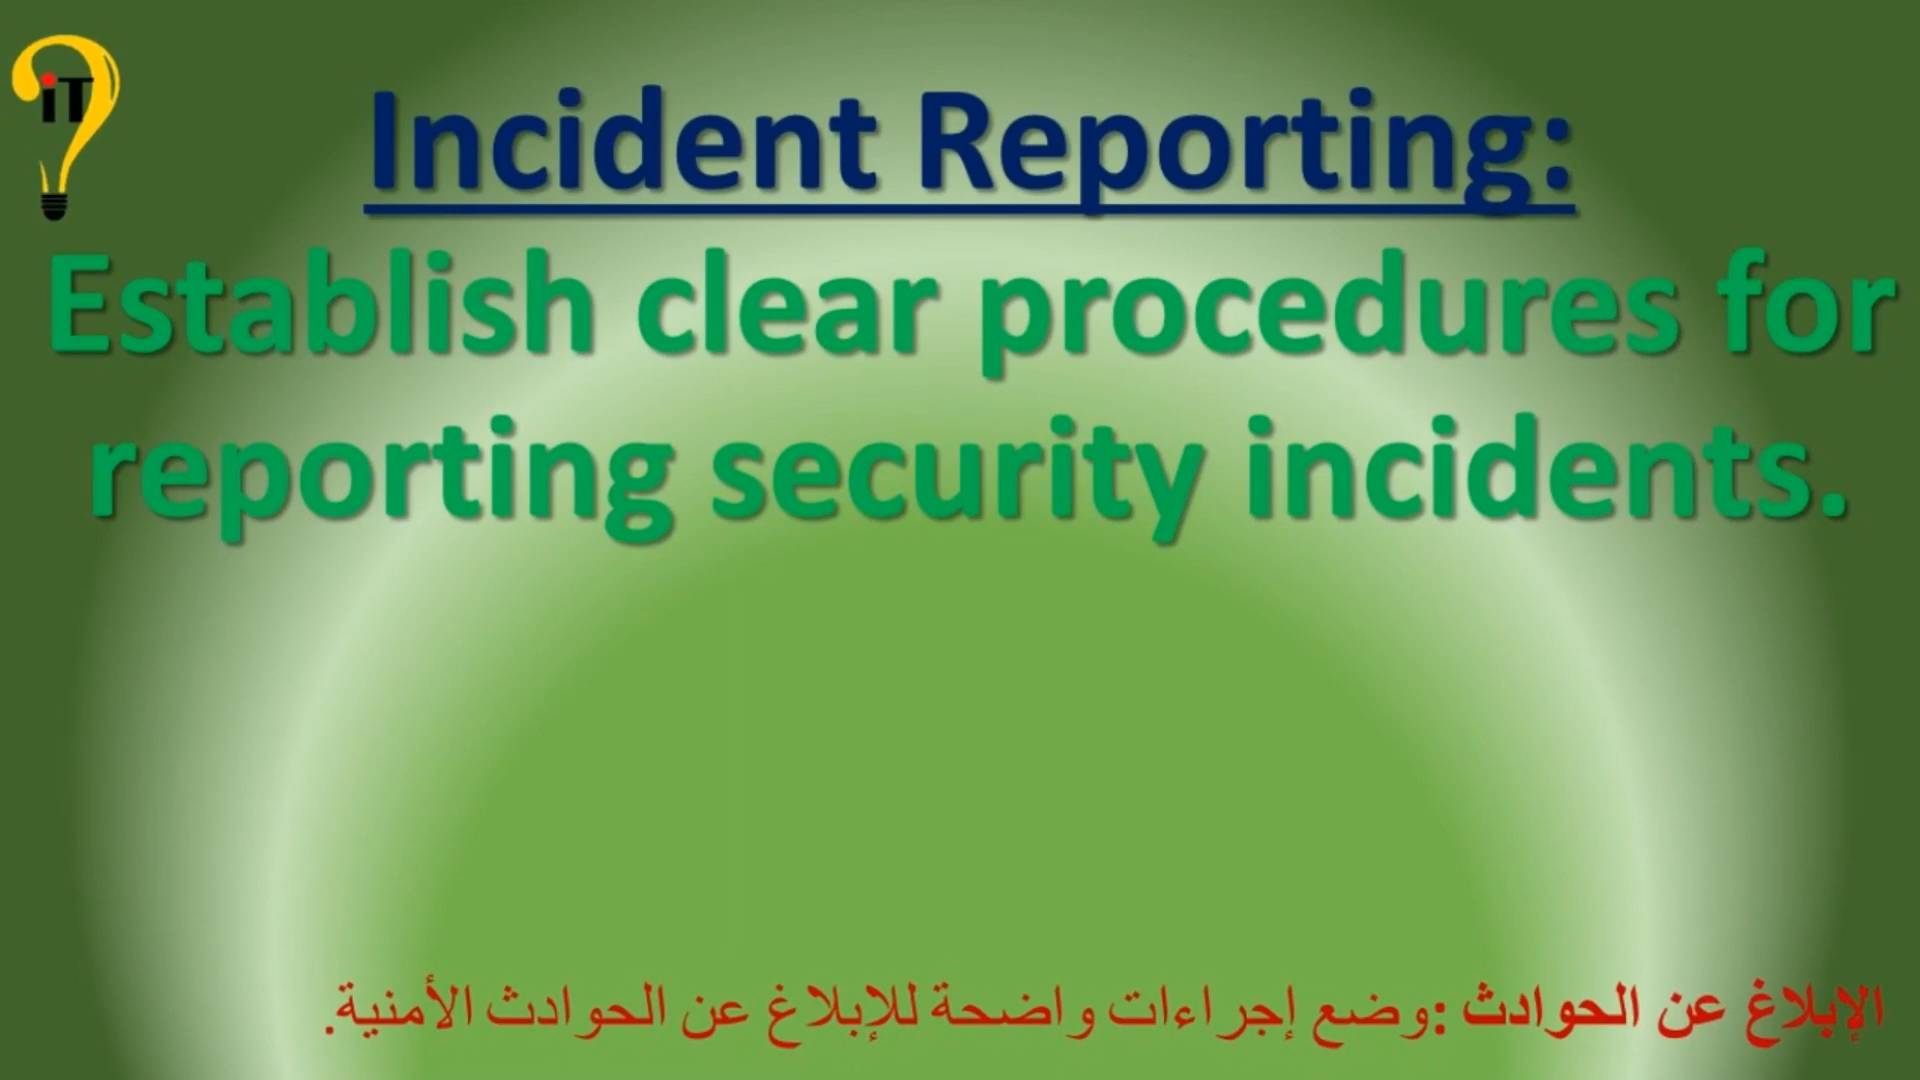 iT
Incident Reporting:
Establish clear procedures for
reporting security incidents.
الإبلاغ عن الحوادث :وضع إجراءات واضحة للإبلاغ عن الحوادث الأمنية.